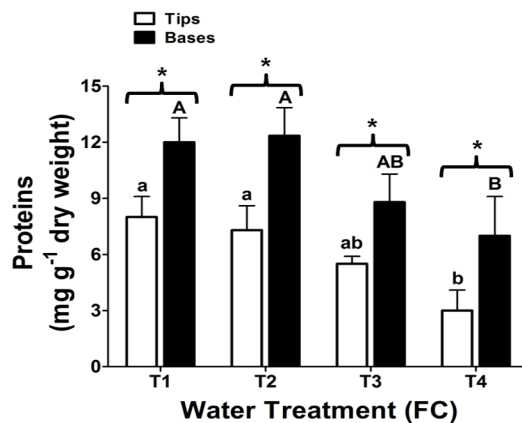 Tips
Bases
Proteins
(mg g⁻¹ dry weight)
15
12
9
6
3
0
*
*
*
*
a
A
a
A
ab
AB
b
B
T1
T2
T3
T4
Water Treatment (FC)